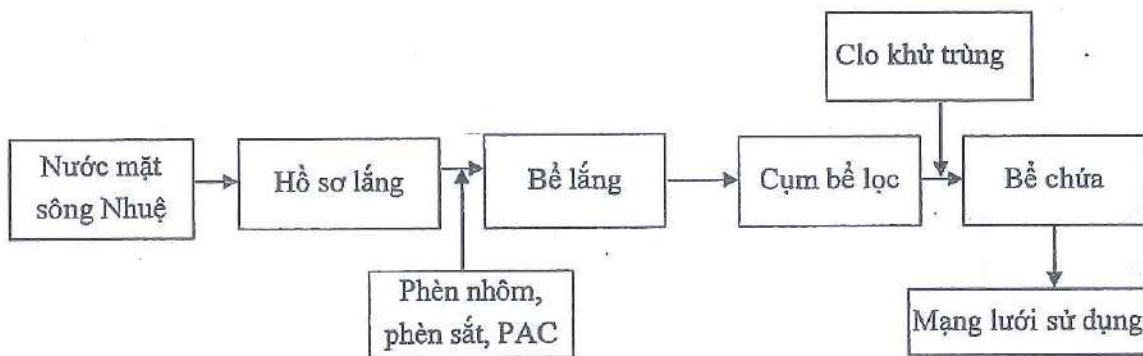 Clo khử trùng
Nước mặt
sông Nhuệ
Hồ sơ lắng
Bể lắng
Cụm bể lọc
Bể chứa
Phèn nhôm,
phèn sắt, PAC
Mạng lưới sử dụng